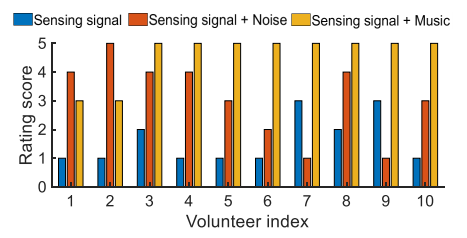 Sensing signal Sensing signal + Noise Sensing signal + Music
5
4
3
2
1
0
Rating score
1 2 3 4 5 6 7 8 9 10
Volunteer index